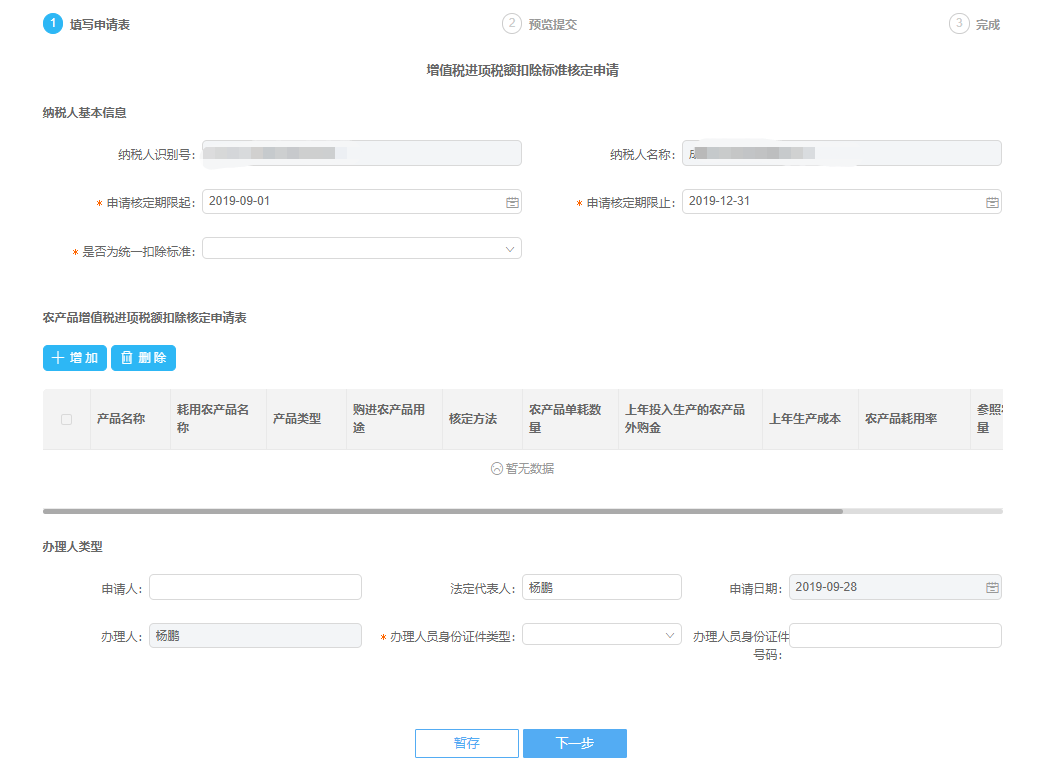 1 填写申请表
2 预览提交
3 完成
增值税进项税额扣除标准核定申请
纳税人基本信息
纳税人识别号：
纳税人名称：
* 申请核定期限起： 2019-09-01
* 申请核定期限止： 2019-12-31
* 是否为统一扣除标准：
农产品增值税进项税额扣除核定申请表
增加
删除
产品名称
耗用农产品名
称
产品类型
购进农产品用
途
核定方法
农产品单耗数
量
上年投入生产的农产品
外购金
上年生产成本
农产品耗用率
参照
量
暂无数据
办理人类型
申请人：
法定代表人： 杨鹏
申请日期： 2019-09-28
办理人： 杨鹏
* 办理人员身份证件类型：
办理人员身份证件
号码：
暂存
下一步